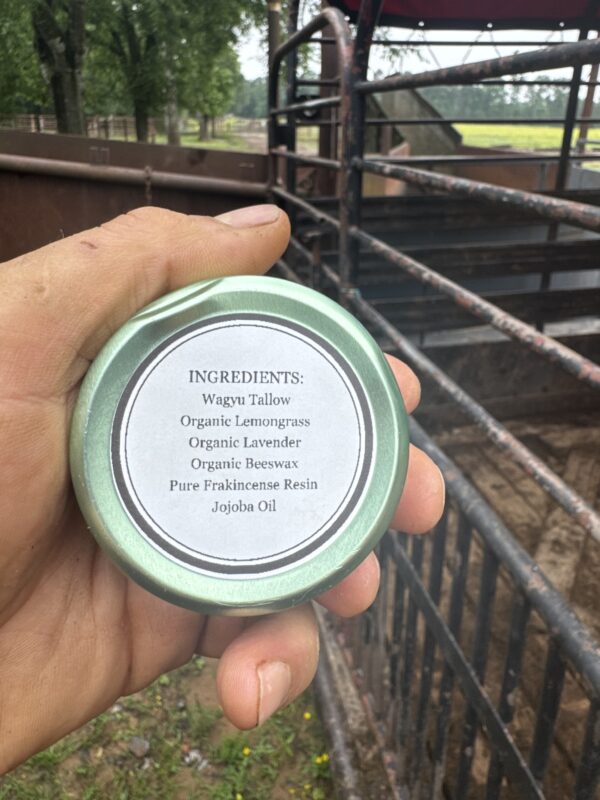 INGREDIENTS:
Wagyu Tallow
Organic Lemongrass
Organic Lavender
Organic Beeswax
Pure Frakincense Resin
Jojoba Oil